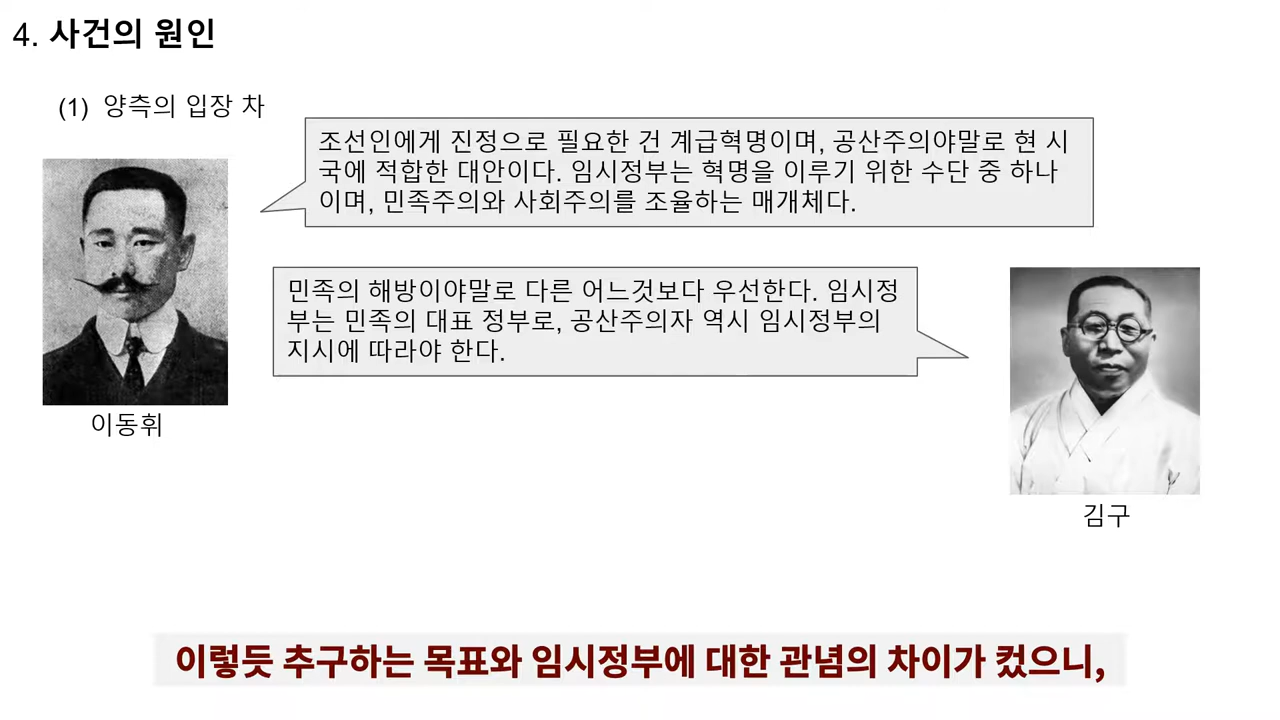 4. 사건의 원인
(1) 양측의 입장 차
조선인에게 진정으로 필요한 건 계급혁명이며, 공산주의야말로 현 시
국에 적합한 대안이다. 임시정부는 혁명을 이루기 위한 수단 중 하나
이며, 민족주의와 사회주의를 조율하는 매개체다.
이동휘
민족의 해방이야말로 다른 어느것보다 우선한다. 임시정
부는 민족의 대표 정부로, 공산주의자 역시 임시정부의
지시에 따라야 한다.
김구
이렇듯 추구하는 목표와 임시정부에 대한 관념의 차이가 컸으니,